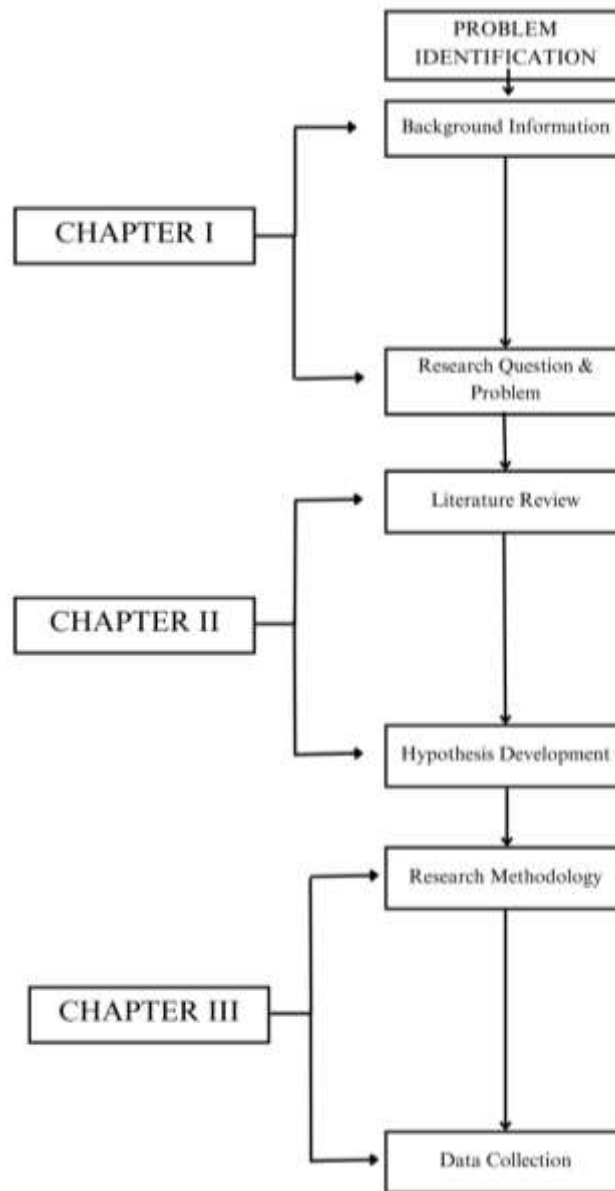 PROBLEM
IDENTIFICATION
Background Information
CHAPTER I
Research Question &
Problem
Literature Review
CHAPTER II
Hypothesis Development
Research Methodology
CHAPTER III
Data Collection